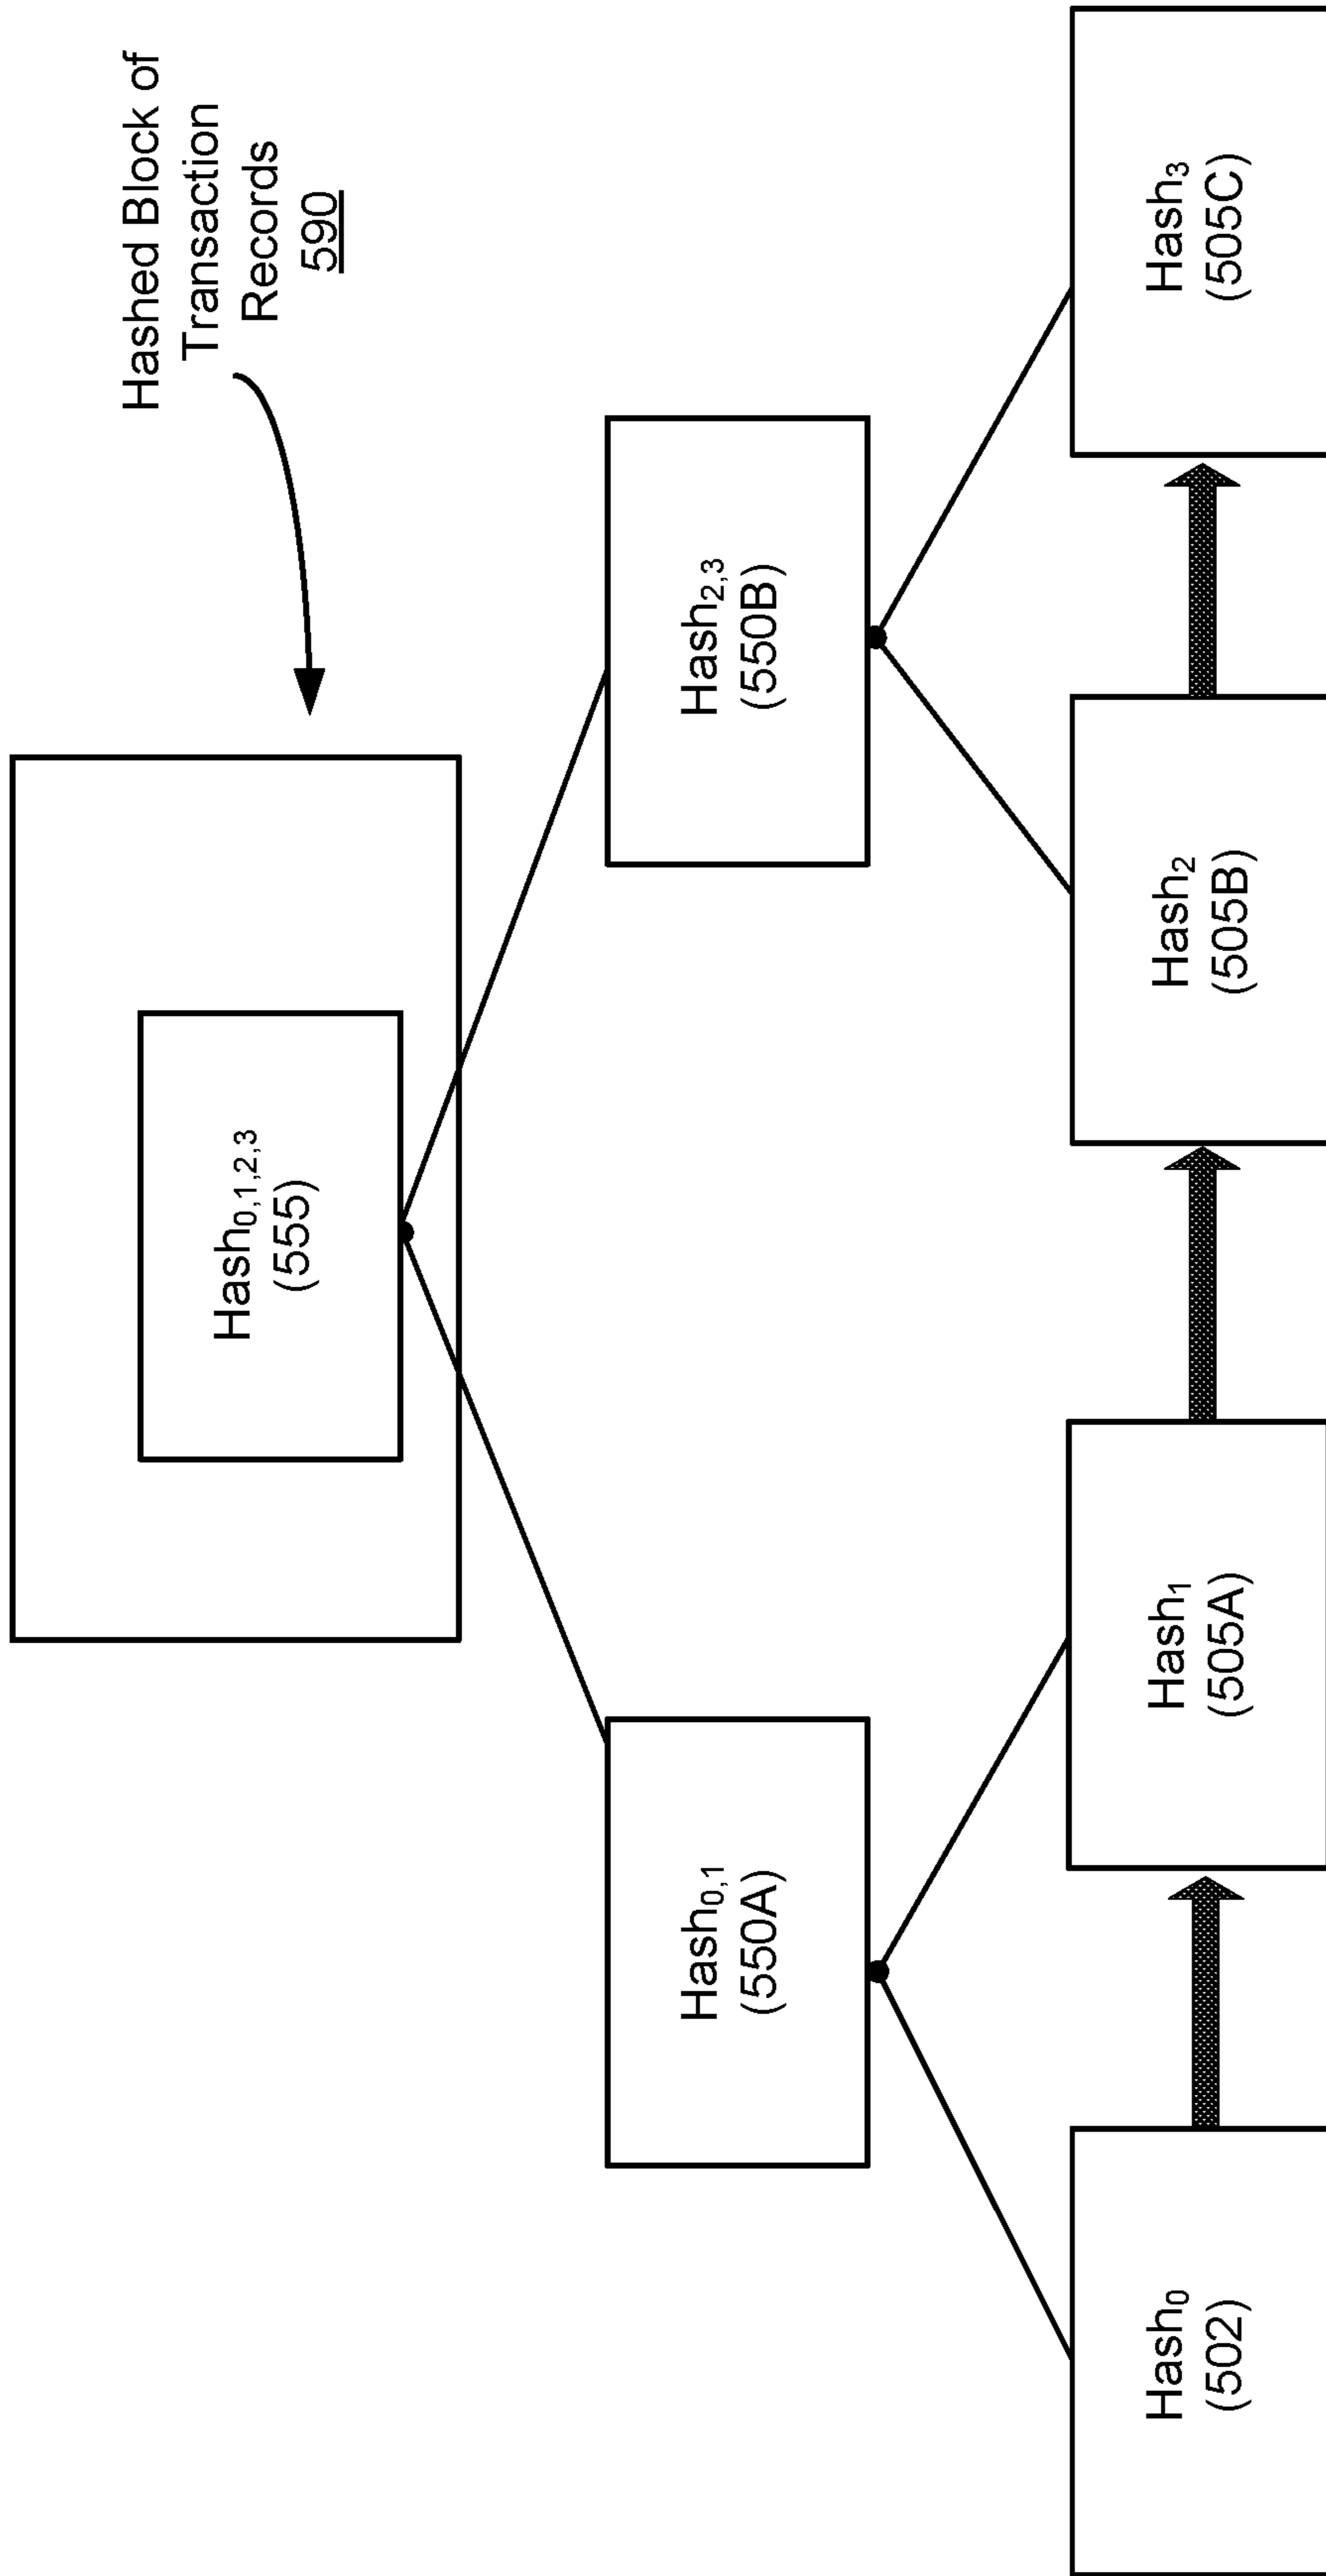 Hashed Block of
Transaction
Records
590
Hash0,1,2,3
(555)
Hash0,1
(550A)
Hash2,3
(550B)
Hash0
(502)
Hash1
(505A)
Hash2
(505B)
Hash3
(505C)